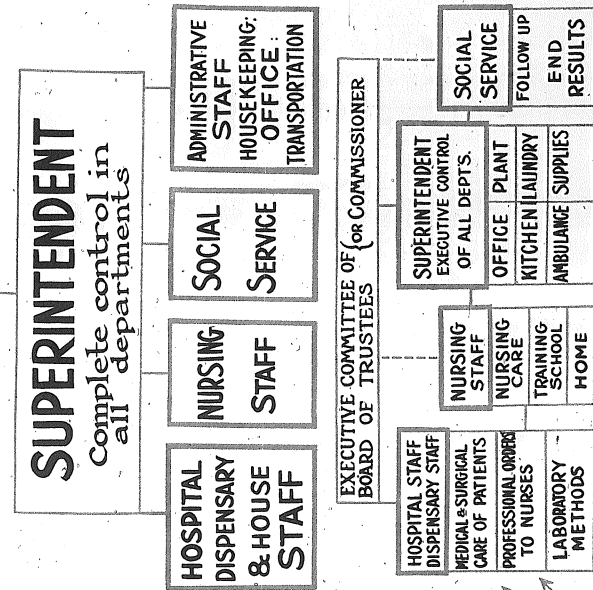 SUPERINTENDENT
Complete control in
all departments
HOSPITAL
DISPENSARY
& HOUSE
STAFF
NURSING
STAFF
SOCIAL
SERVICE
ADMINISTRATIVE
STAFF
HOUSEKEEPING:
OFFICE:
TRANSPORTATION
EXECUTIVE COMMITTEE OF (OR COMMISSIONER
BOARD OF TRUSTEES
HOSPITAL STAFF
DISPENSARY STAFF
MEDICAL & SURGICAL
CARE OF PATIENTS
PROFESSIONAL ORDERS
TO NURSES
LABORATORY
METHODS
NURSING
STAFF
NURSING
CARE
TRAINING
SCHOOL
HOME
SUPERINTENDENT
EXECUTIVE CONTROL
OF ALL DEPT'S.
OFFICE PLANT
KITCHEN LAUNDRY
AMBULANCE SUPPLIES
SOCIAL
SERVICE
FOLLOW UP
END
RESULTS